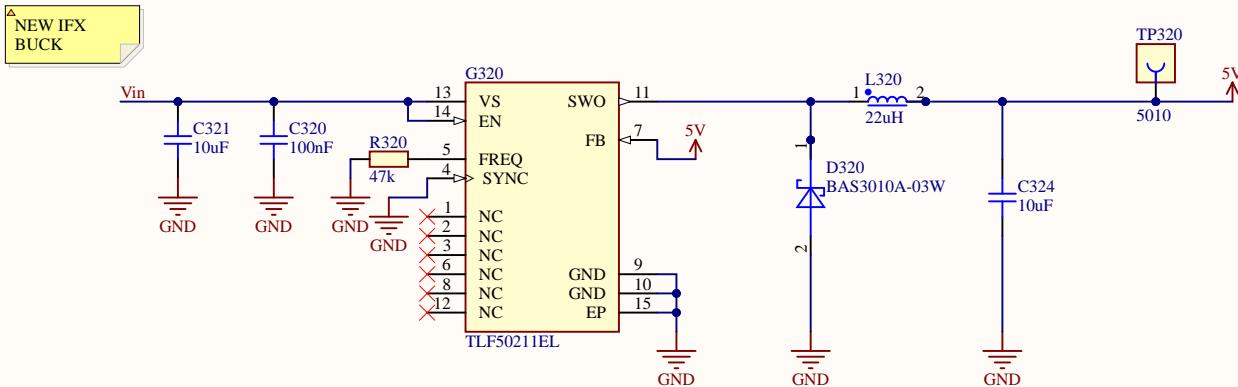 NEW IFX
BUCK
TP320
G320
L320
5V
Vin
13 VS SWO 11
1 2
14 EN
22uH
5010
C321
10uF
C320
100nF
R320
47k
5V
FB 7
5 FREQ
4 SYNC
1
D320
BAS3010A-03W
C324
10uF
GND
GND
GND
GND
1 NC
2 NC
3 NC
6 NC
8 NC
12 NC
2
GND 9
GND 10
EP 15
TLF50211EL
GND
GND
GND